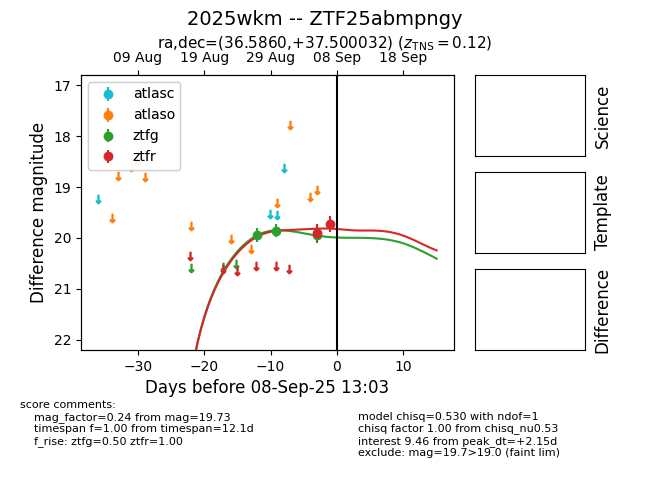 2025wkm -- ZTF25abmpngy
ra,dec=(36.5860,+37.500032) (z_TNS = 0.12)
09 Aug 19 Aug 29 Aug 08 Sep 18 Sep
atlasc
atlaso
ztfg
ztfr
17
18
19
20
21
22
Difference magnitude
−30 −20 −10 0 10
Days before 08-Sep-25 13:03
Science
Template
Difference
score comments:
mag_factor=0.24 from mag=19.73
timespan f=1.00 from timespan=12.1d
f_rise: ztfg=0.50 ztfr=1.00
model chisq=0.530 with ndof=1
chisq factor 1.00 from chisq_nu0.53
interest 9.46 from peak_dt=+2.15d
exclude: mag=19.7>19.0 (faint lim)